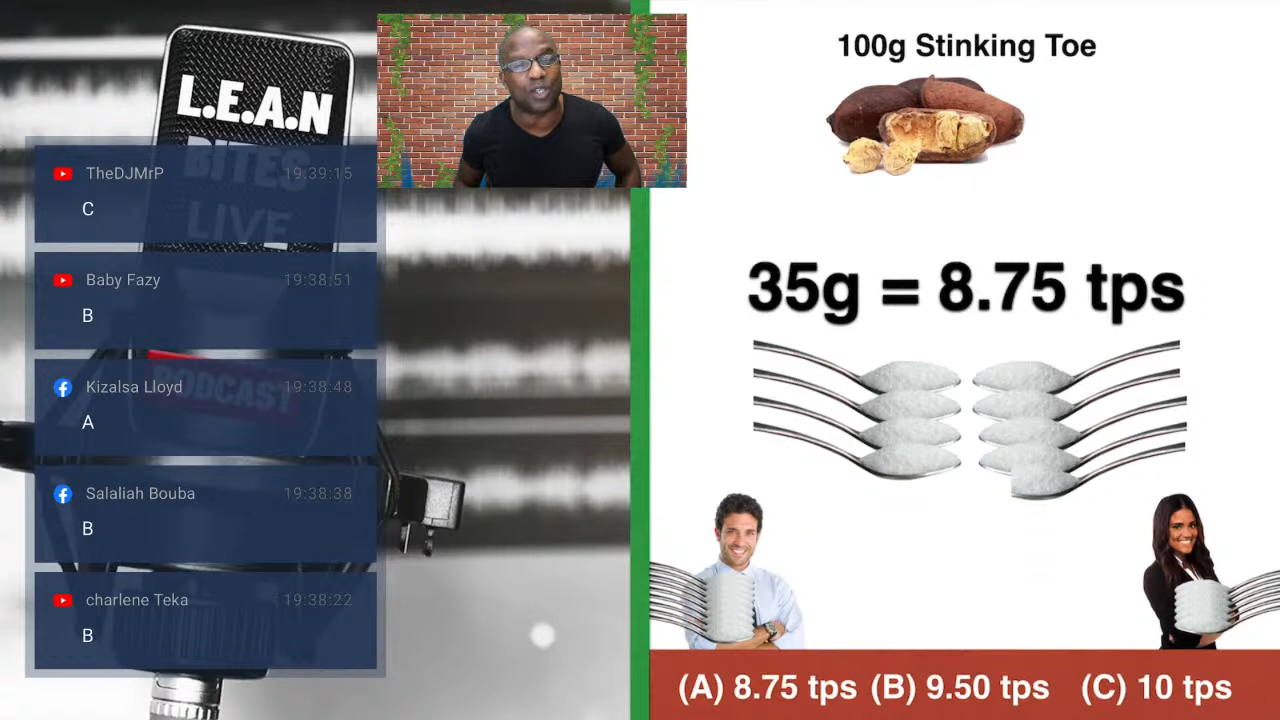 L.E.A.N
BITES
LIVE
TheDJMrP 19:39:15
C
Baby Fazy 19:38:51
B
PODCAST
Kizalsa Lloyd 19:38:48
A
Salaliah Bouba 19:38:38
B
charlene Teka 19:38:22
B
100g Stinking Toe
35g = 8.75 tps
(A) 8.75 tps (B) 9.50 tps (C) 10 tps